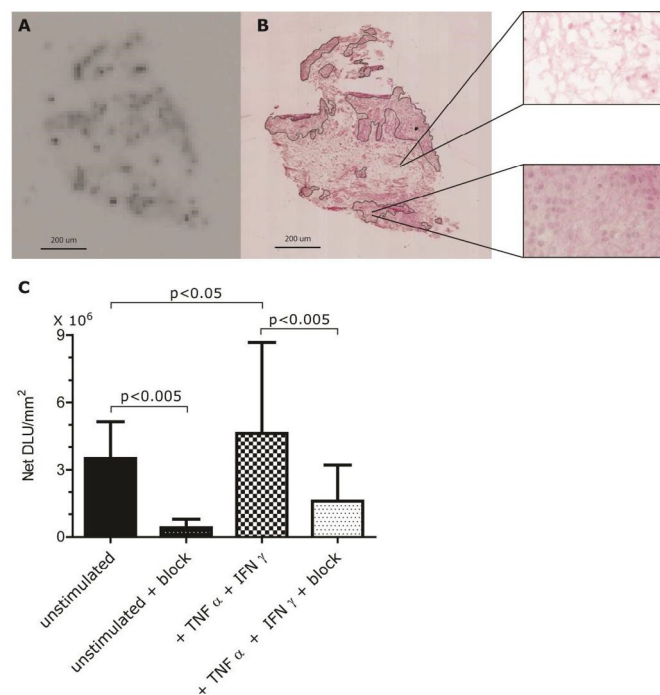 A
B
200 um
200 um
C
X 10⁶
p<0.05
p<0.005
p<0.005
9
6
3
0
Net DLU/mm²
unstimulated
unstimulated + block
+ TNF α + IFN γ
+ TNF α + IFN γ + block